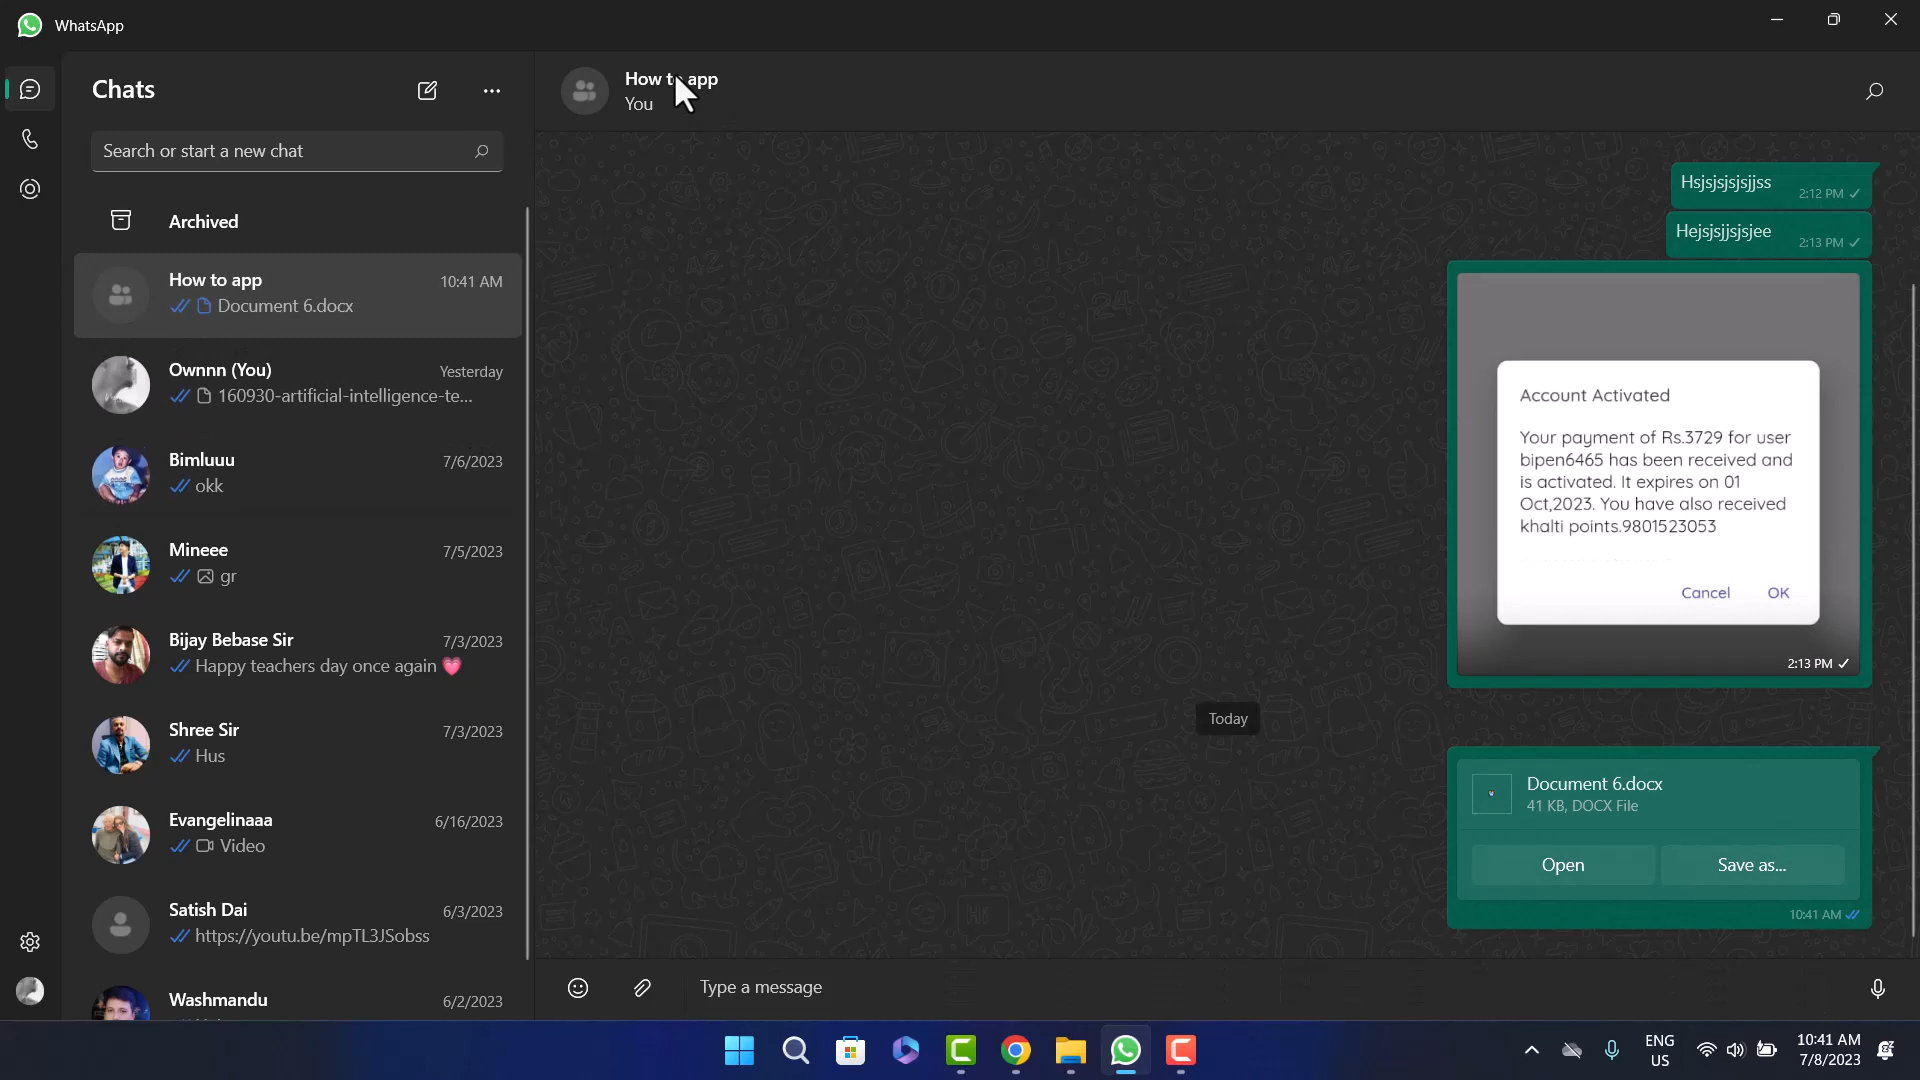 WhatsApp
Chats
Search or start a new chat
Archived
How to app
10:41 AM
Document 6.docx
Ownnn (You)
Yesterday
160930-artificial-intelligence-te...
Bimluuu
7/6/2023
okk
Mineee
7/5/2023
gr
Bijay Bebase Sir
7/3/2023
Happy teachers day once again
Shree Sir
7/3/2023
Hus
Evangelinaaa
6/16/2023
Video
Satish Dai
6/3/2023
https://youtu.be/mpTL3JSobss
Washmandu
6/2/2023
How to app
You
Hsjsjsjsjsjjss
2:12 PM
Hejsjsjjsjsjee
2:13 PM
Account Activated
Your payment of Rs.3729 for user
bipen6465 has been received and
is activated. It expires on 01
Oct,2023. You have also received
khalti points.9801523053
Cancel OK
2:13 PM
Today
Document 6.docx
41 KB, DOCX File
Open Save as...
10:41 AM
Type a message
ENG
US
10:41 AM
7/8/2023